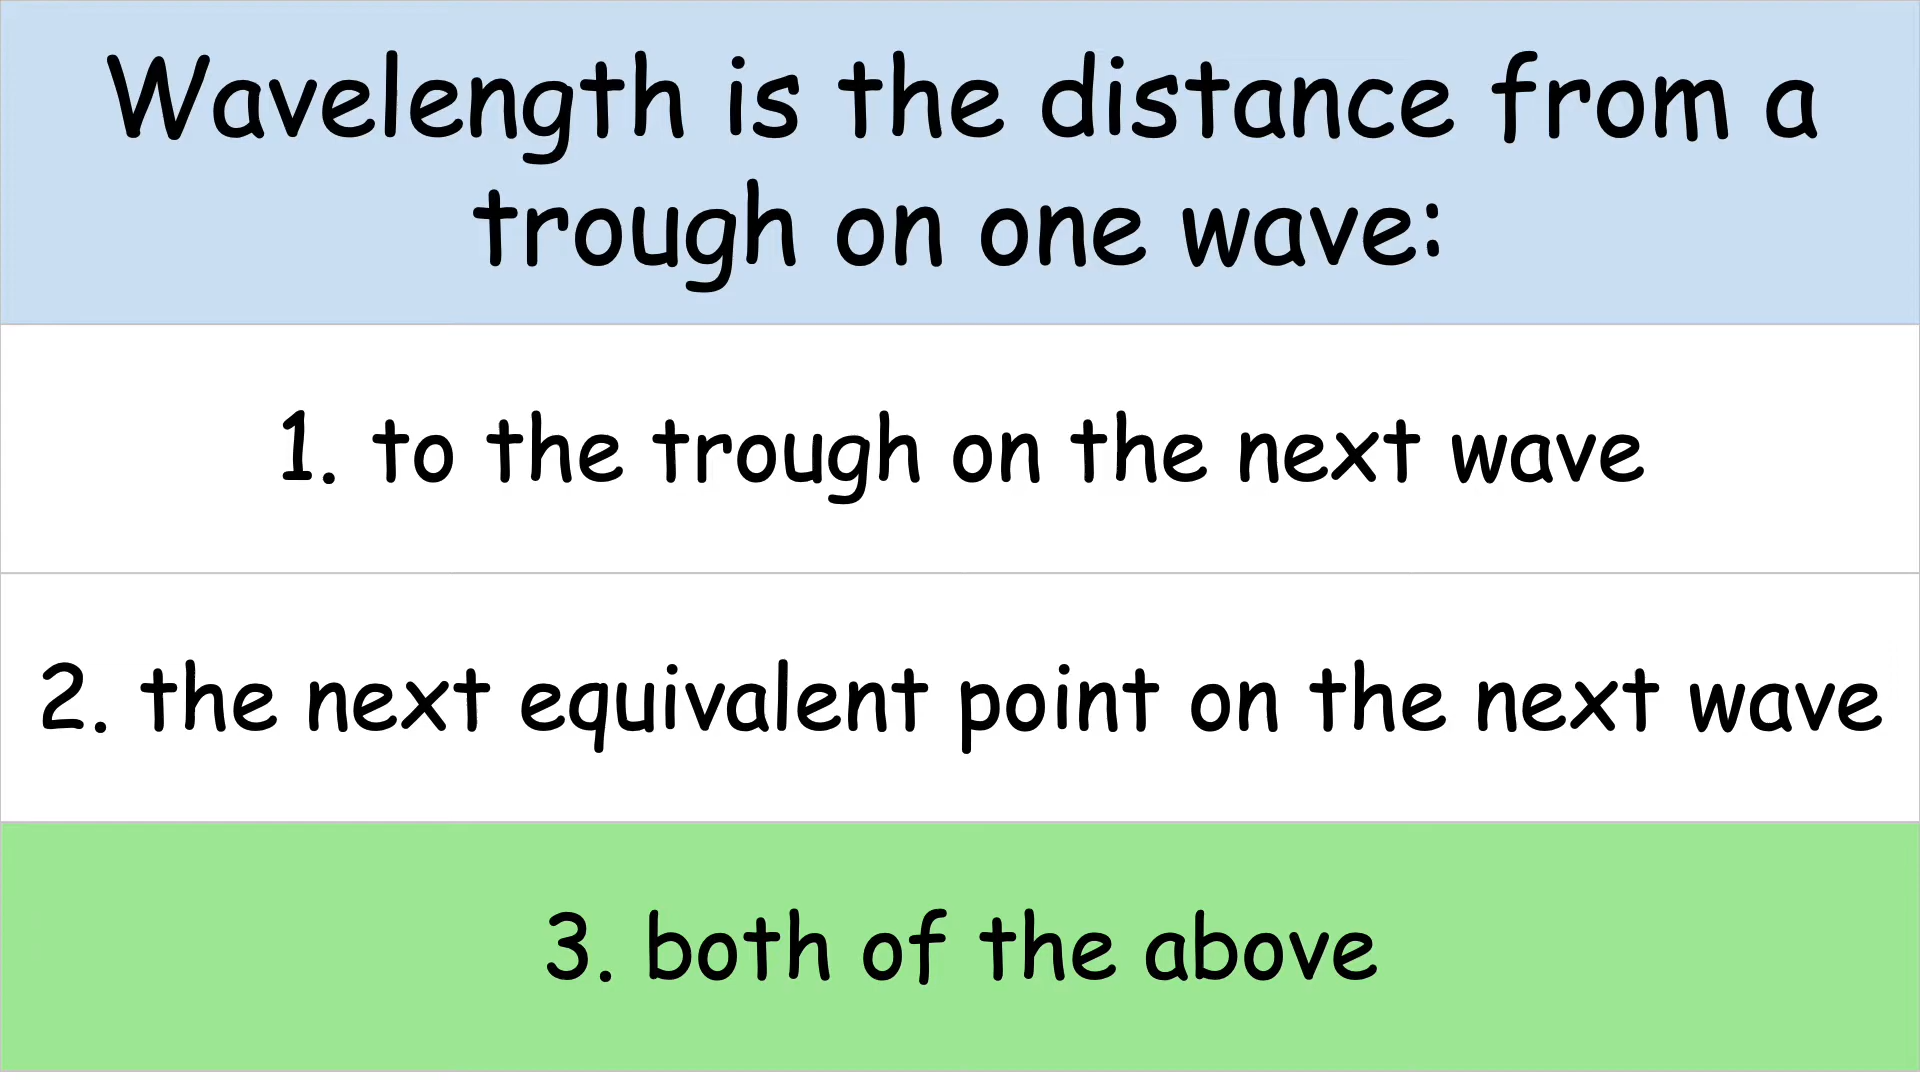 Wavelength is the distance from a
trough on one wave:
1. to the trough on the next wave
2. the next equivalent point on the next wave
3. both of the above